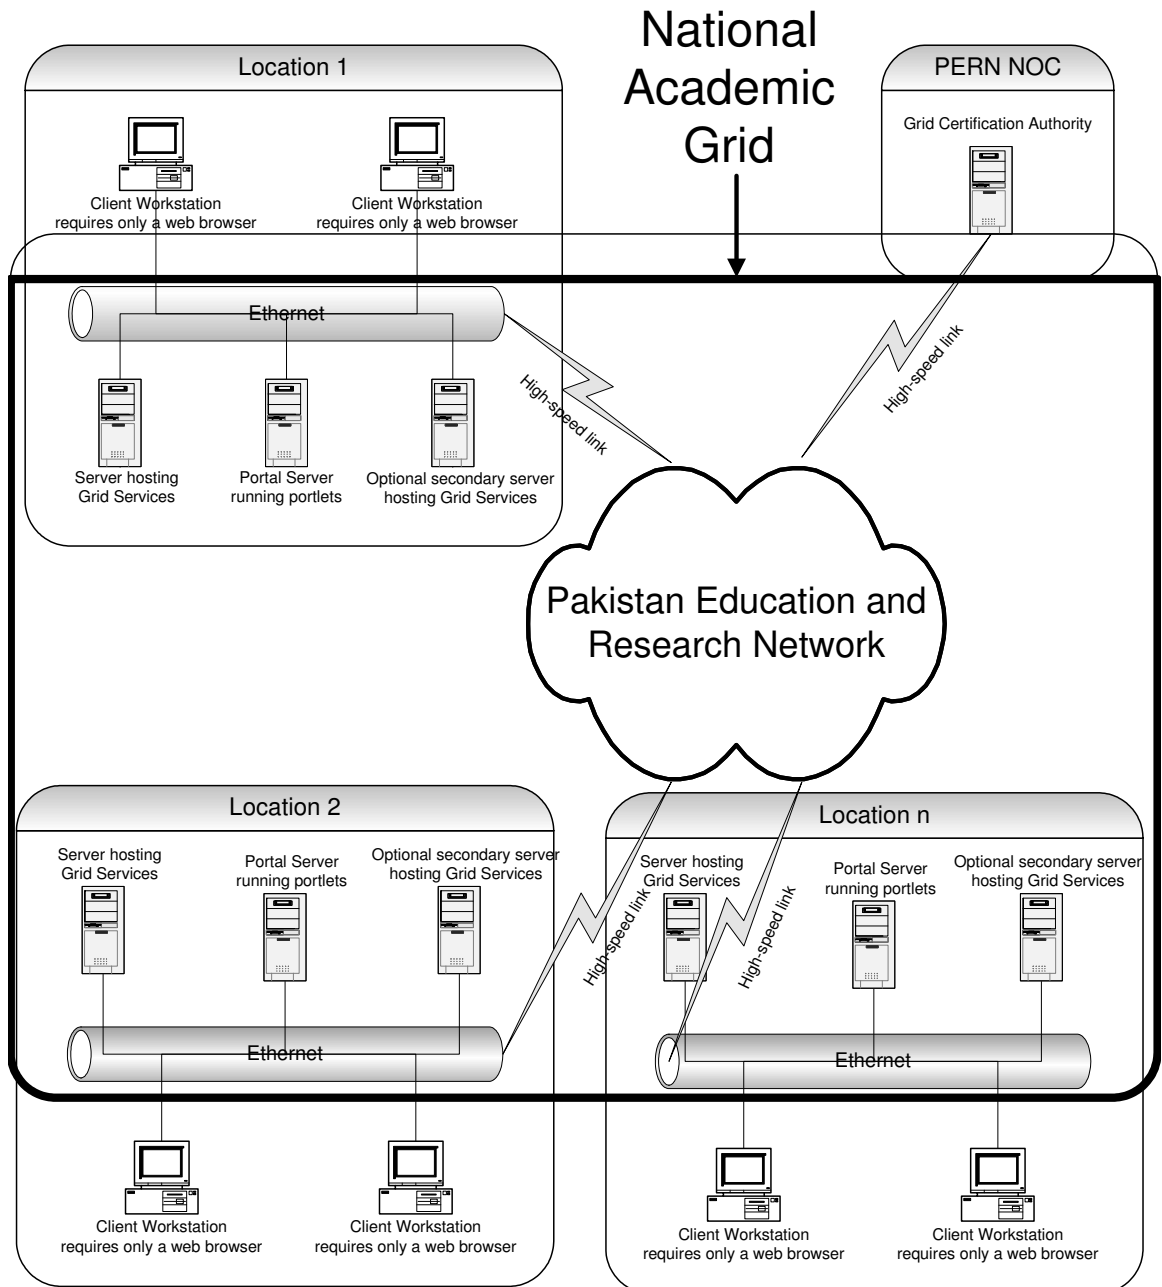 National
Academic
Grid
Location 1
PERN NOC
Grid Certification Authority
Client Workstation
requires only a web browser
Client Workstation
requires only a web browser
Ethernet
High-speed link
High-speed link
Server hosting
Grid Services
Portal Server
running portlets
Optional secondary server
hosting Grid Services
Pakistan Education and
Research Network
Location 2
Server hosting
Grid Services
Portal Server
running portlets
Optional secondary server
hosting Grid Services
High-speed link
Ethernet
Client Workstation
requires only a web browser
Client Workstation
requires only a web browser
Location n
Server hosting
Grid Services
Portal Server
running portlets
Optional secondary server
hosting Grid Services
High-speed link
Ethernet
Client Workstation
requires only a web browser
Client Workstation
requires only a web browser